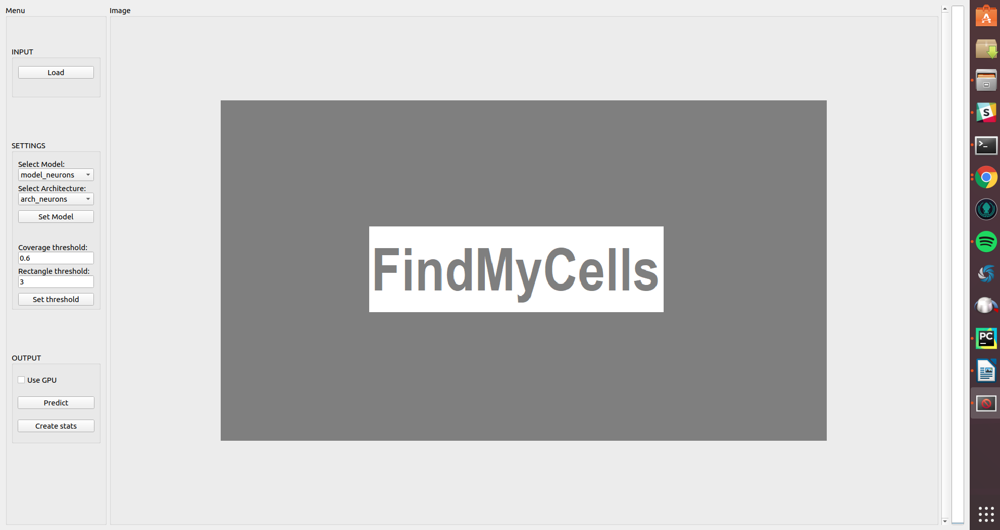 Menu
Image
INPUT
Load
SETTINGS
Select Model:
model_neurons
Select Architecture:
arch_neurons
Set Model
Coverage threshold:
0.6
Rectangle threshold:
3
Set threshold
OUTPUT
Use GPU
Predict
Create stats
FindMyCells
A
S
>_
PC